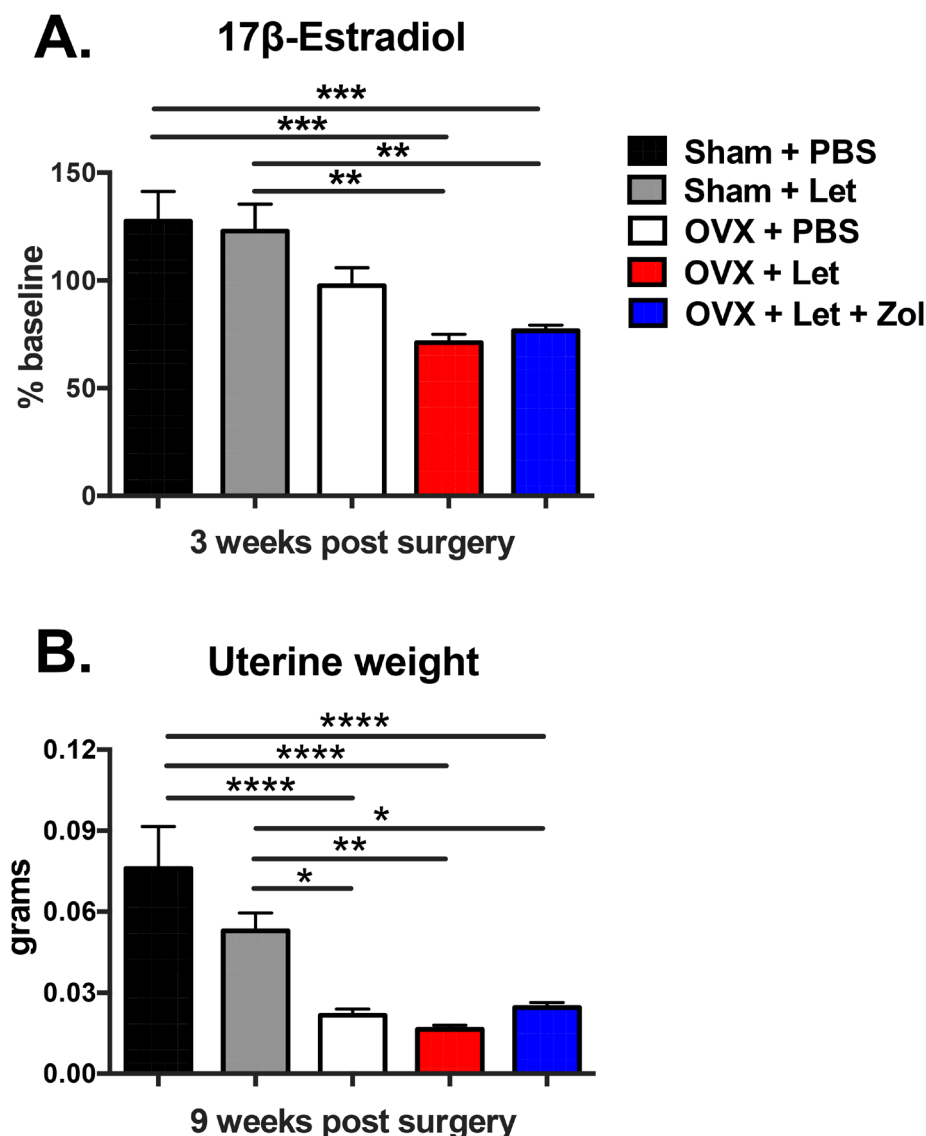 A.
17β-Estradiol
***
***
**
**
150
100
50
0
% baseline
3 weeks post surgery
Sham + PBS
Sham + Let
OVX + PBS
OVX + Let
OVX + Let + Zol
B.
Uterine weight
****
****
****
*
**
*
0.12
0.09
0.06
0.03
0.00
grams
9 weeks post surgery